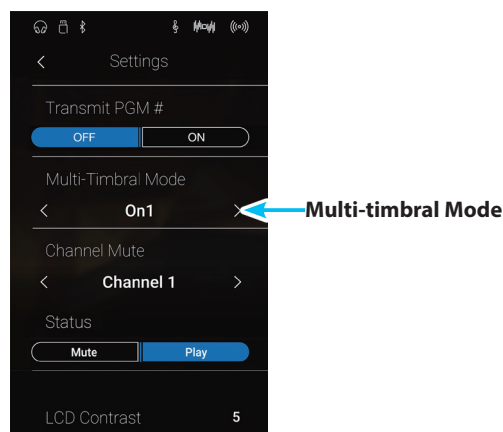 Settings
Transmit PGM #
OFF ON
Multi-Timbral Mode
On1
Multi-timbral Mode
Channel Mute
Channel 1
Status
Mute Play
LCD Contrast 5